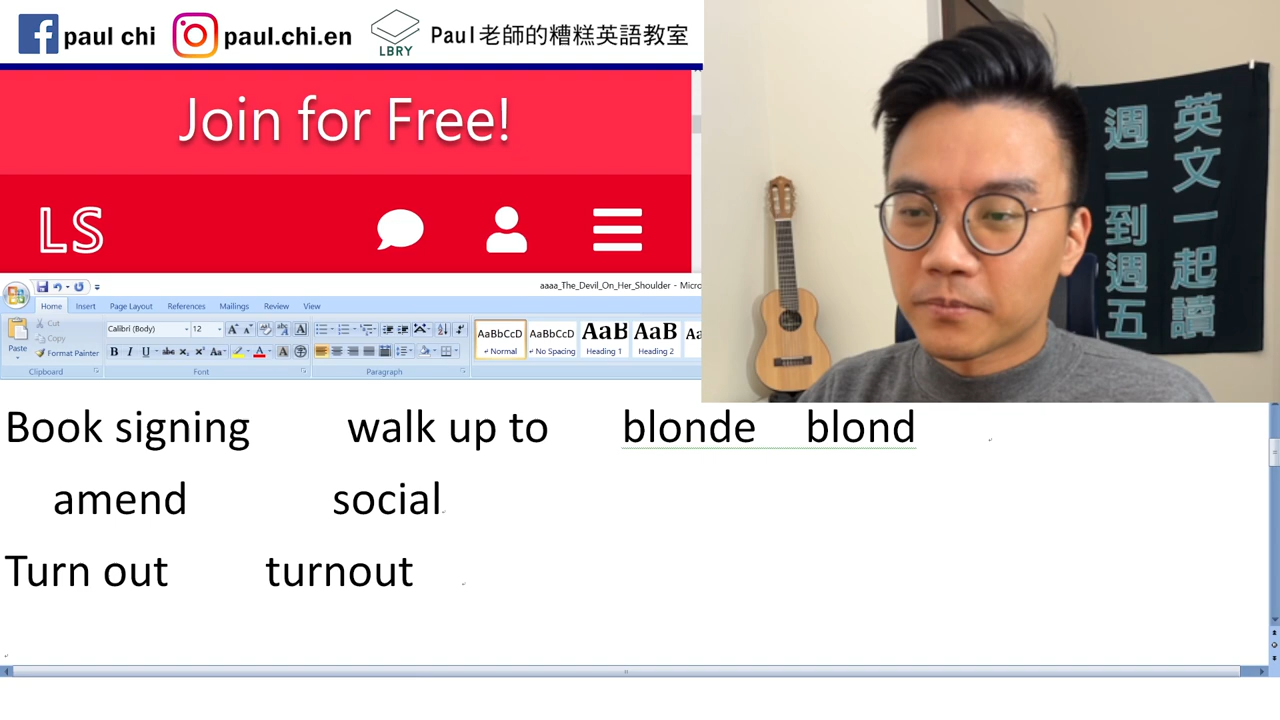 paul chi paul.chi.en LBRY Paul老師的糟糕英語教室
Join for Free!
LS
aaaa_The_Devil_On_Her_Shoulder - Micro
Home Insert Page Layout References Mailings Review View
Paste Cut Copy Format Painter
Calibri (Body) 12
AaBbCcD AaBbCcD AaB AaB Aa
Normal No Spacing Heading 1 Heading 2
Clipboard Font Paragraph
英文一起讀
週一到週五
Book signing walk up to blonde blond
amend social
Turn out turnout